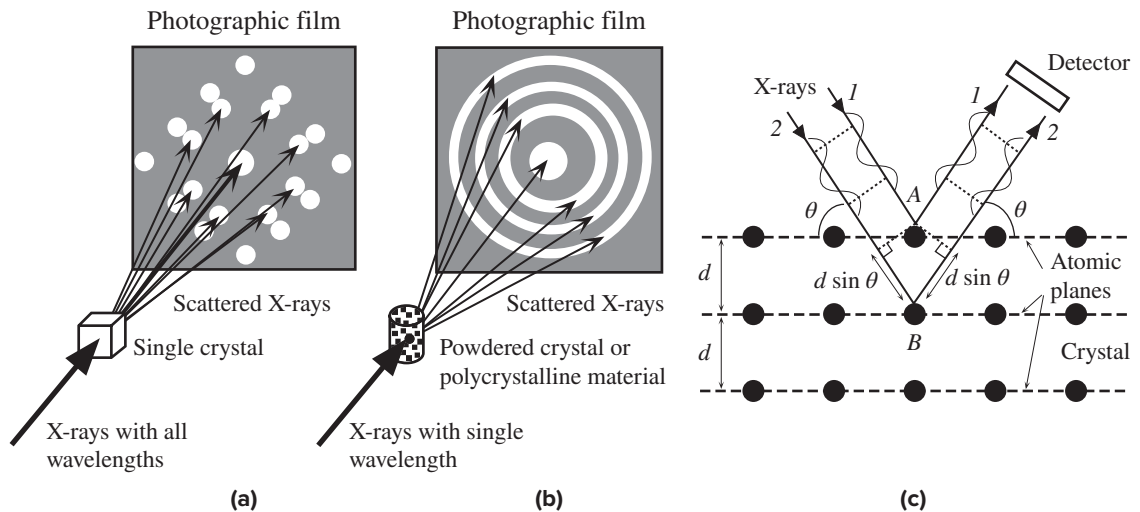 Photographic film
Scattered X-rays
Single crystal
X-rays with all
wavelengths
(a)
Photographic film
Scattered X-rays
Powdered crystal or
polycrystalline material
X-rays with single
wavelength
(b)
Detector
X-rays
1
2
1
2
A
θ
θ
d
d sin θ
d sin θ
Atomic
planes
B
d
Crystal
(c)